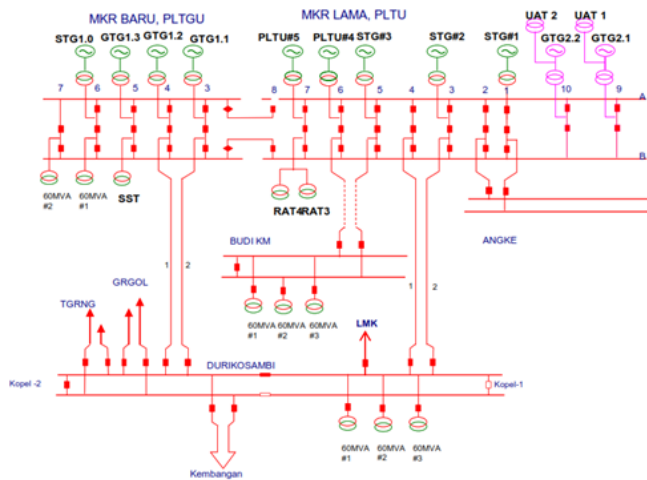 MKR BARU, PLTGU
MKR LAMA, PLTU
UAT 2
UAT 1
STG1.0
GTG1.3
GTG1.2
GTG1.1
PLTU#5
PLTU#4
STG#3
STG#2
STG#1
GTG2.2
GTG2.1
7
6
5
4
3
8
7
6
5
4
3
2
1
10
9
A
B
60MVA
#2
60MVA
#1
SST
RAT4RAT3
BUDI KM
ANGKE
1
2
GRGOL
TGRNG
60MVA
#1
60MVA
#2
60MVA
#3
1
2
LMK
DURIKOSAMBI
Kopel -2
Kopel-1
60MVA
#1
60MVA
#2
60MVA
#3
Kembangan